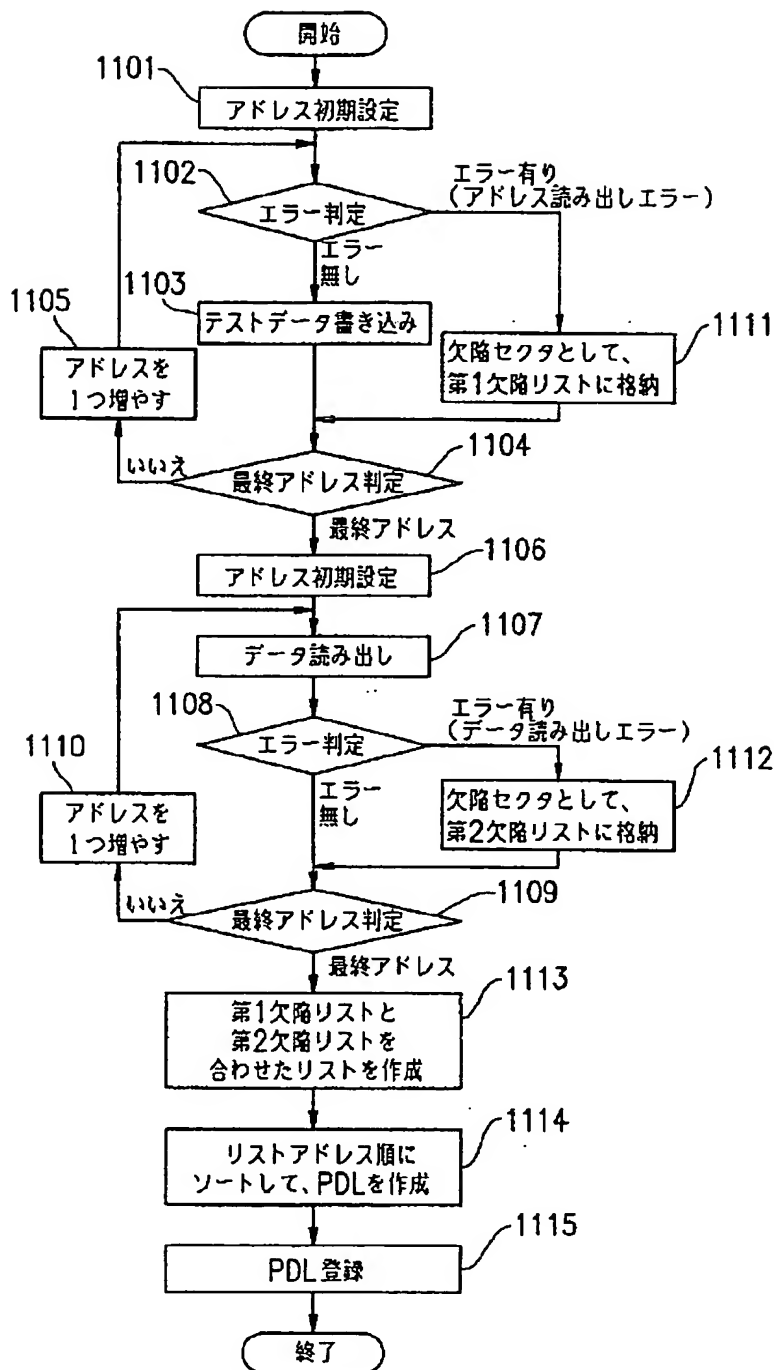 開始
1101
アドレス初期設定
1102
エラー判定
エラー有り
(アドレス読み出しエラー)
エラー
無し
1103
テストデータ書き込み
1105
アドレスを
1つ増やす
1111
欠陥セクタとして、
第1欠陥リストに格納
1104
いいえ
最終アドレス判定
最終アドレス
1106
アドレス初期設定
1107
データ読み出し
1108
エラー判定
エラー有り
(データ読み出しエラー)
エラー
無し
1110
アドレスを
1つ増やす
1112
欠陥セクタとして、
第2欠陥リストに格納
1109
いいえ
最終アドレス判定
最終アドレス
1113
第1欠陥リストと
第2欠陥リストを
合わせたリストを作成
1114
リストアドレス順に
ソートして、PDLを作成
1115
PDL登録
終了